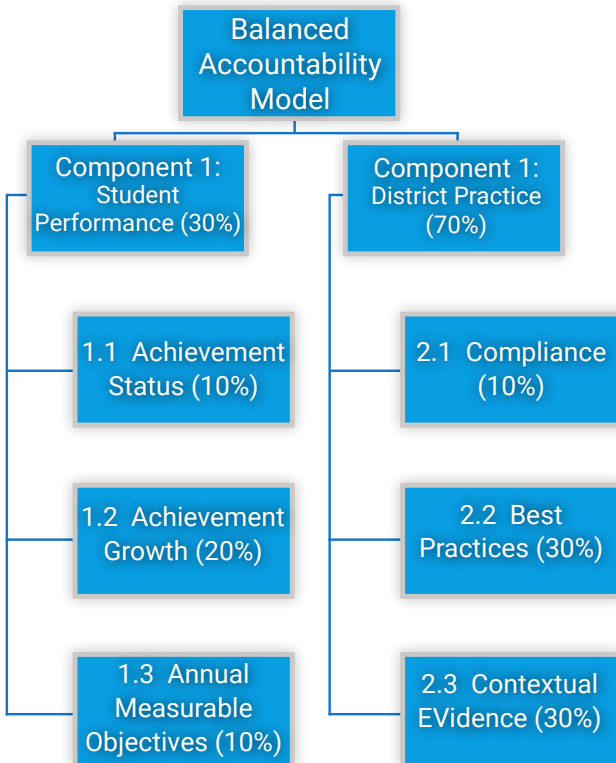 Balanced
Accountability
Model
Component 1:
Student
Performance (30%)
Component 1:
District Practice
(70%)
1.1 Achievement
Status (10%)
2.1 Compliance
(10%)
1.2 Achievement
Growth (20%)
2.2 Best
Practices (30%)
1.3 Annual
Measurable
Objectives (10%)
2.3 Contextual
EVidence (30%)